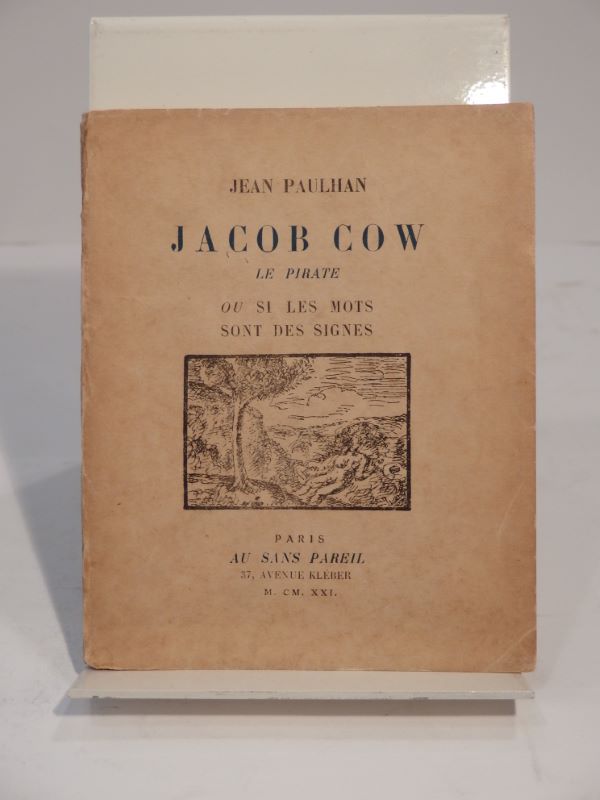 JEAN PAULHAN
JACOB COW
LE PIRATE
OU SI LES MOTS
SONT DES SIGNES
PARIS
AU SANS PAREIL
37, AVENUE KLEBER
M. CM. XXI.